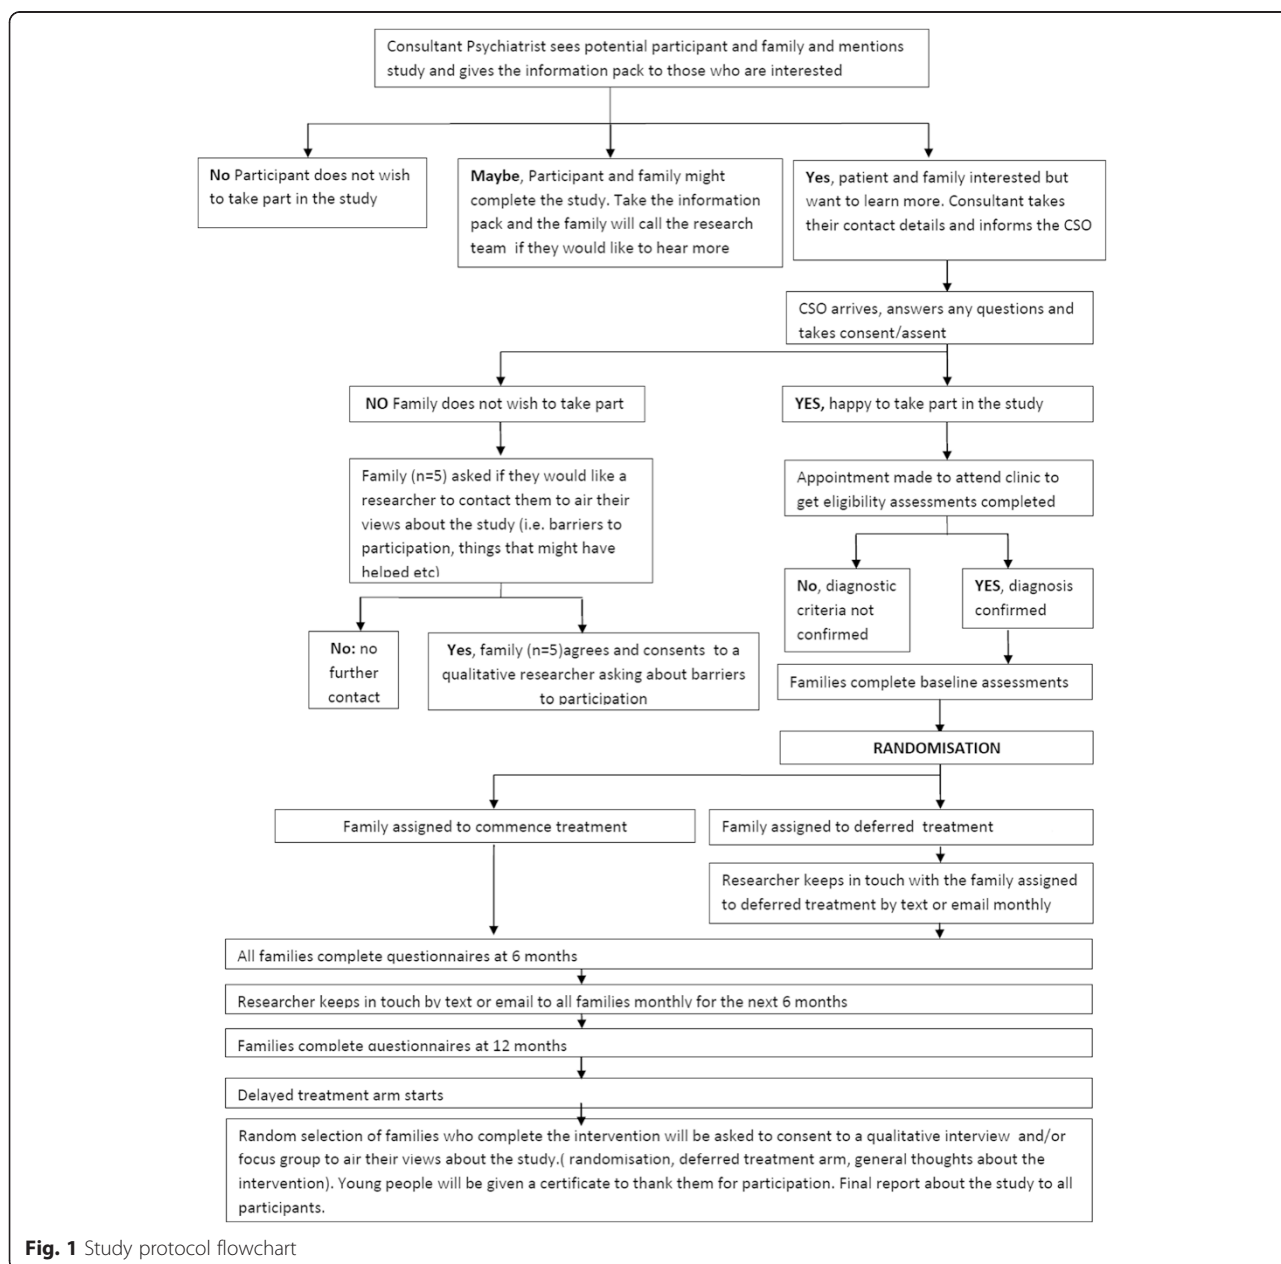 Consultant Psychiatrist sees potential participant and family and mentions
study and gives the information pack to those who are interested
No Participant does not wish
to take part in the study
Maybe, Participant and family might
complete the study. Take the information
pack and the family will call the research
team if they would like to hear more
Yes, patient and family interested but
want to learn more. Consultant takes
their contact details and informs the CSO
CSO arrives, answers any questions and
takes consent/assent
NO Family does not wish to take part
YES, happy to take part in the study
Family (n=5) asked if they would like a
researcher to contact them to air their
views about the study (i.e. barriers to
participation, things that might have
helped etc)
Appointment made to attend clinic to
get eligibility assessments completed
No, diagnostic
criteria not
confirmed
YES, diagnosis
confirmed
No: no
further
contact
Yes, family (n=5)agrees and consents to a
qualitative researcher asking about barriers
to participation
Families complete baseline assessments
RANDOMISATION
Family assigned to commence treatment
Family assigned to deferred treatment
Researcher keeps in touch with the family assigned
to deferred treatment by text or email monthly
All families complete questionnaires at 6 months
Researcher keeps in touch by text or email to all families monthly for the next 6 months
Families complete questionnaires at 12 months
Delayed treatment arm starts
Random selection of families who complete the intervention will be asked to consent to a qualitative interview and/or
focus group to air their views about the study.( randomisation, deferred treatment arm, general thoughts about the
intervention). Young people will be given a certificate to thank them for participation. Final report about the study to all
participants.
Fig. 1 Study protocol flowchart